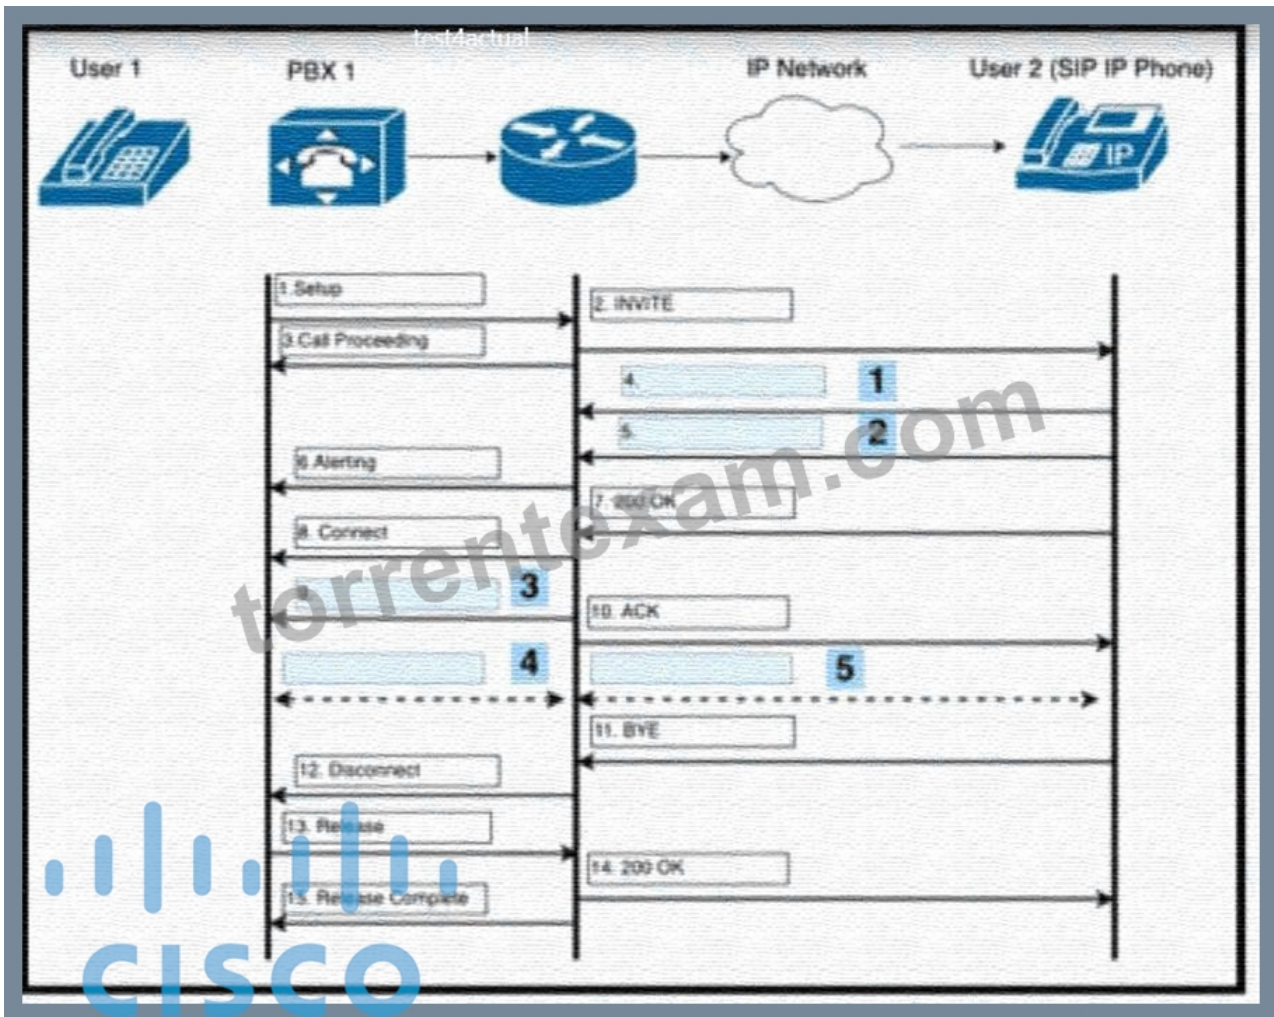 test4actual
User 1
PBX 1
IP Network
User 2 (SIP IP Phone)
IP
1.Setup
2. INVITE
3.Call Proceeding
4.
1
5.
2
6.Alerting
7. 200 OK
8. Connect
3
10. ACK
4
5
11. BYE
12. Disconnect
13. Release
14. 200 OK
15. Release Complete
torrentexam.com
CISCO